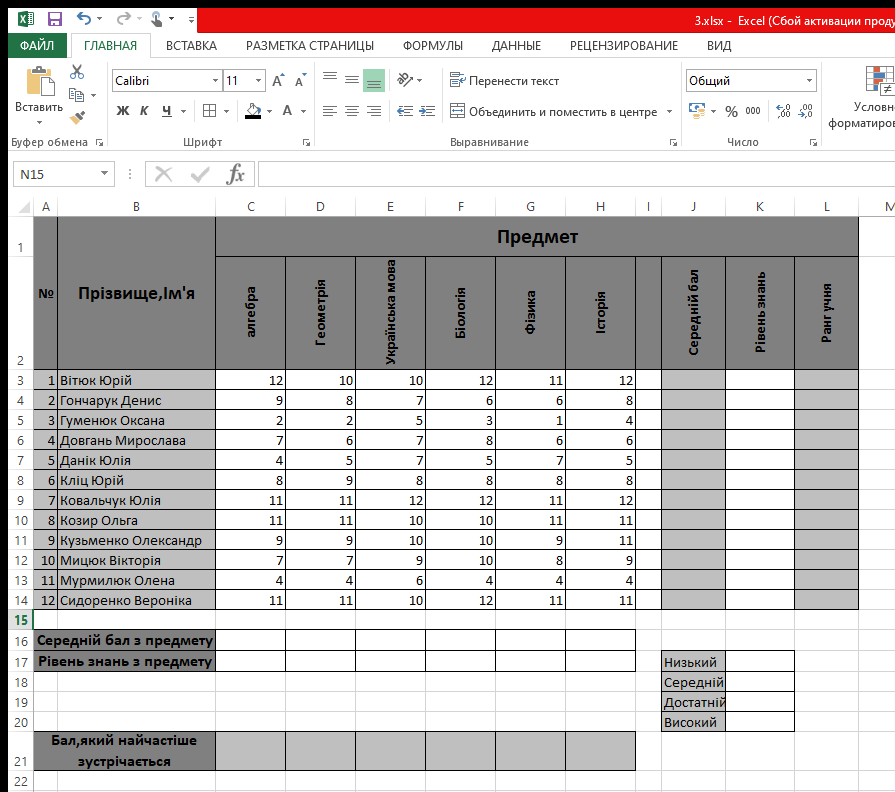 3.xlsx - Excel (Сбой активации
ФАЙЛ ГЛАВНАЯ ВСТАВКА РАЗМЕТКА СТРАНИЦЫ ФОРМУЛЫ ДАННЫЕ РЕЦЕНЗИРОВАНИЕ ВИД
Вставить
Calibri 11
Перенести текст
Общий
Ж К Ч
Объединить и поместить в центре
% 000
Буфер обмена Шрифт Выравнивание Число
N15 fx
A B C D E F G H I J K L
1 № Прізвище,Ім'я Предмет
2 алгебра Геометрія Українська мова Біологія Фізика Історія Середній бал Рівень знань Ранг учня
3 1 Вітюк Юрій 12 10 10 12 11 12
4 2 Гончарук Денис 9 8 7 6 6 8
5 3 Гуменюк Оксана 2 2 5 3 1 4
6 4 Довгань Мирослава 7 6 7 8 6 6
7 5 Данік Юлія 4 5 7 5 7 5
8 6 Кліц Юрій 8 9 8 8 8 8
9 7 Ковальчук Юлія 11 11 12 12 11 12
10 8 Козир Ольга 11 11 10 10 11 11
11 9 Кузьменко Олександр 9 9 10 10 9 11
12 10 Мицюк Вікторія 7 7 9 10 8 9
13 11 Мурмилюк Олена 4 4 6 4 4 4
14 12 Сидоренко Вероніка 11 11 10 12 11 11
15
16 Середній бал з предмету
17 Рівень знань з предмету Низький
18 Середній
19 Достатній
20 Високий
21 Бал,який найчастіше
зустрічається
22